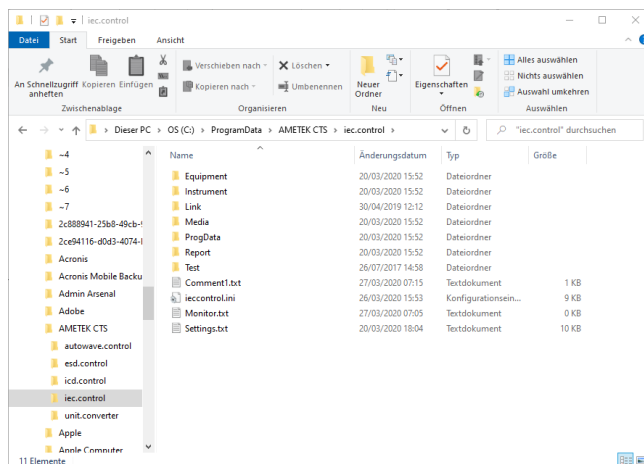 iec.control
Datei Start Freigeben Ansicht
An Schnellzugriff anheften
Kopieren
Einfügen
Verschieben nach
Kopieren nach
Löschen
Umbenennen
Neuer Ordner
Eigenschaften
Alles auswählen
Nichts auswählen
Auswahl umkehren
Zwischenablage Organisieren Neu Öffnen Auswählen
Dieser PC > OS (C:) > ProgramData > AMETEK CTS > iec.control >
"iec.control" durchsuchen
~4
~5
~6
~7
2c888941-25b8-49cb-
2ce94116-d0d3-4074-
Acronis
Acronis Mobile Backu
Admin Arsenal
Adobe
AMETEK CTS
autowave.control
esd.control
icd.control
iec.control
unit.converter
Apple
Apple Computer
Name Änderungsdatum Typ Größe
Equipment 20/03/2020 15:52 Dateiordner
Instrument 20/03/2020 15:52 Dateiordner
Link 30/04/2019 12:12 Dateiordner
Media 20/03/2020 15:52 Dateiordner
ProgData 20/03/2020 15:52 Dateiordner
Report 20/03/2020 15:52 Dateiordner
Test 26/07/2017 14:58 Dateiordner
Comment1.txt 27/03/2020 07:15 Textdokument 1 KB
ieccontrol.ini 26/03/2020 15:53 Konfigurationsein... 9 KB
Monitor.txt 27/03/2020 07:05 Textdokument 0 KB
Settings.txt 20/03/2020 18:04 Textdokument 10 KB
11 Elemente